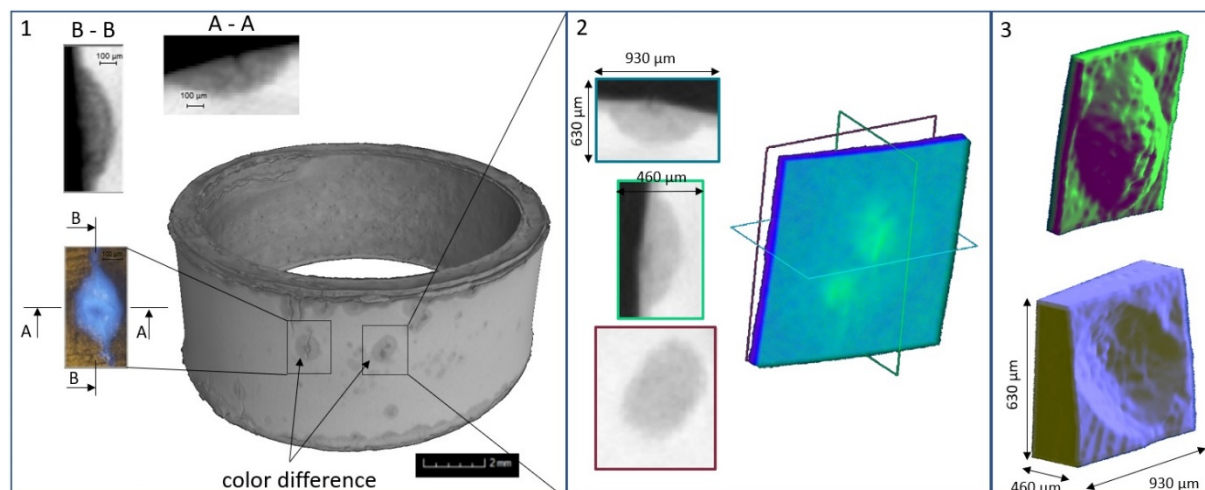 1
B - B
A - A
100 µm
100 µm
B
A
A
B
color difference
2 mm
2
930 µm
630 µm
460 µm
3
630 µm
460 µm
930 µm